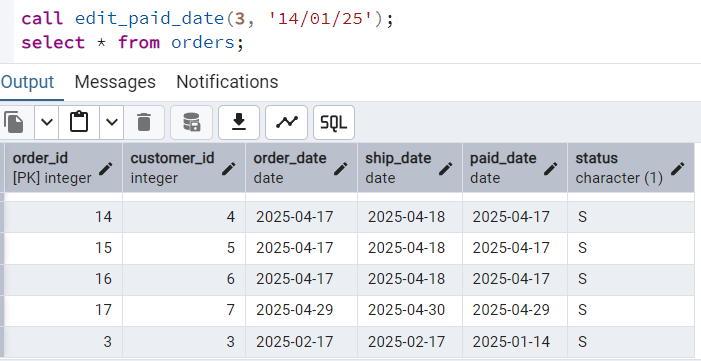 call edit_paid_date(3, '14/01/25');
select * from orders;
Output Messages Notifications
SQL
order_id customer_id order_date ship_date paid_date status
[PK] integer integer date date date character (1)
14 4 2025-04-17 2025-04-18 2025-04-17 S
15 5 2025-04-17 2025-04-18 2025-04-17 S
16 6 2025-04-17 2025-04-18 2025-04-17 S
17 7 2025-04-29 2025-04-30 2025-04-29 S
3 3 2025-02-17 2025-02-17 2025-01-14 S